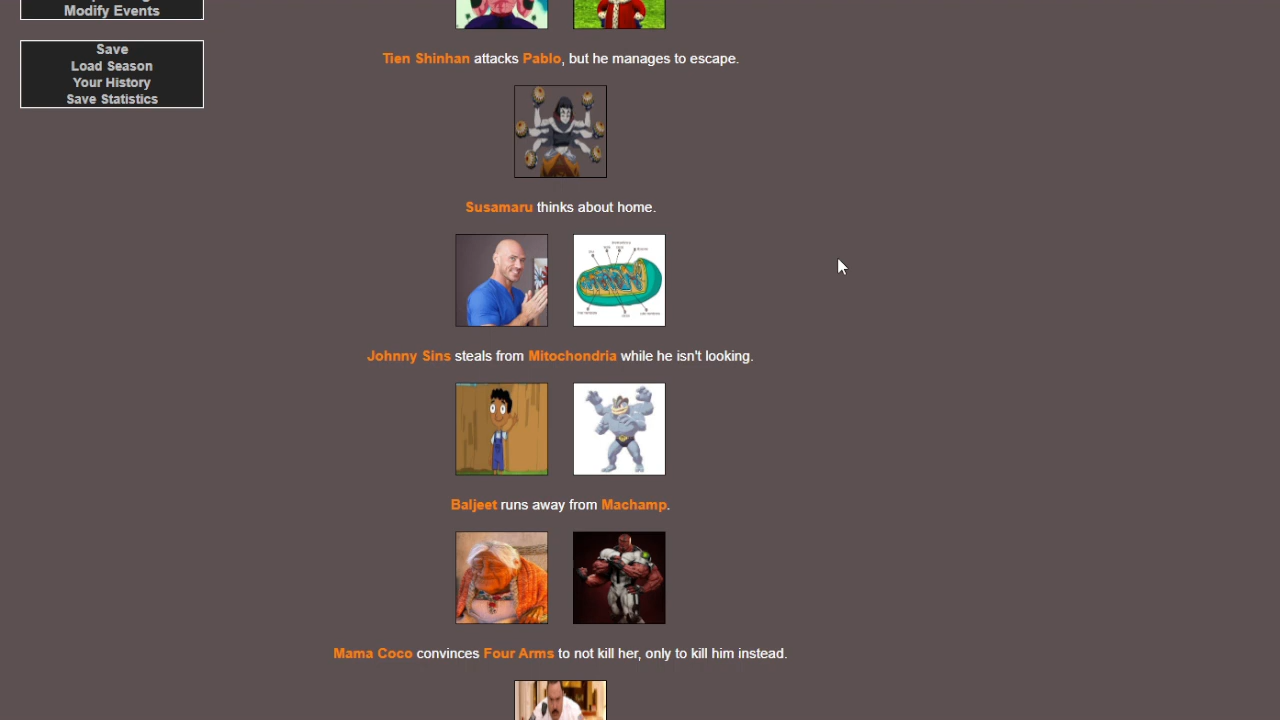 Modify Events
Save
Load Season
Your History
Save Statistics
Tien Shinhan attacks Pablo, but he manages to escape.
Susamaru thinks about home.
Johnny Sins steals from Mitochondria while he isn't looking.
Baljeet runs away from Machamp.
Mama Coco convinces Four Arms to not kill her, only to kill him instead.